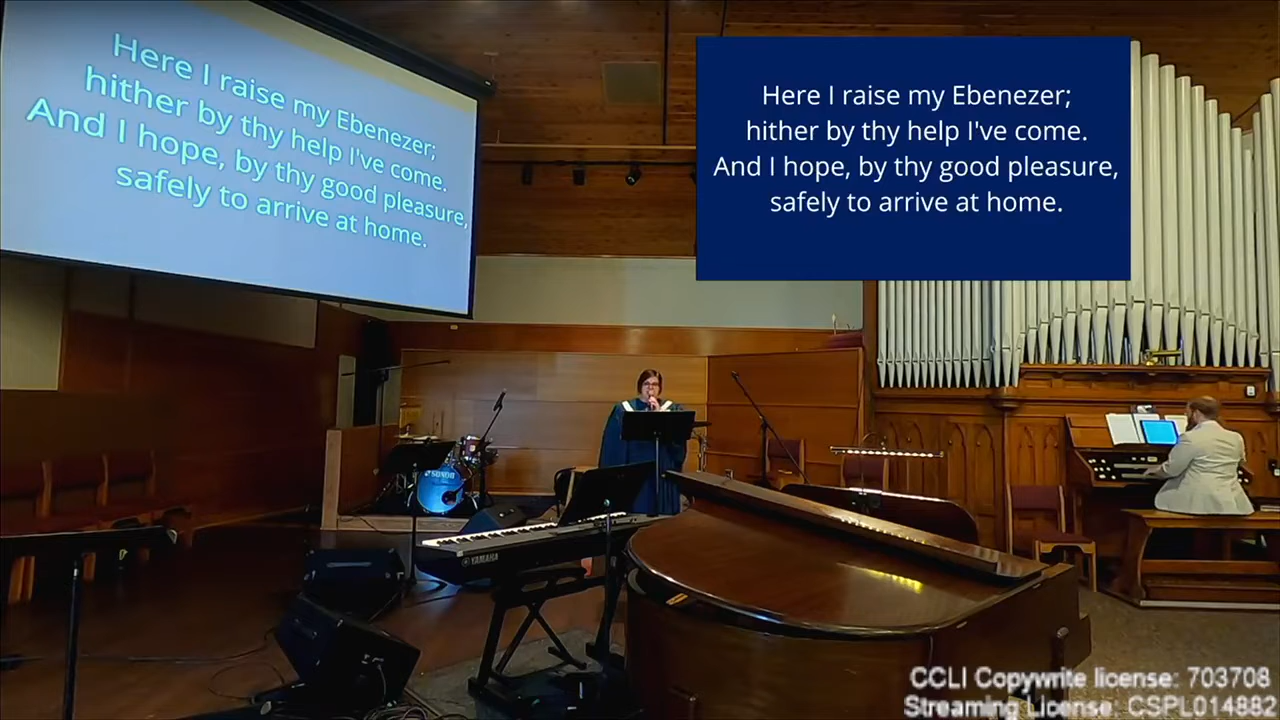 Here I raise my Ebenezer;
hither by thy help I've come.
And I hope, by thy good pleasure,
safely to arrive at home.
Here I raise my Ebenezer;
hither by thy help I've come.
And I hope, by thy good pleasure,
safely to arrive at home.
SONOR
YAMAHA
CCLI Copywrite license: 703708
Streaming License: CSPL014882